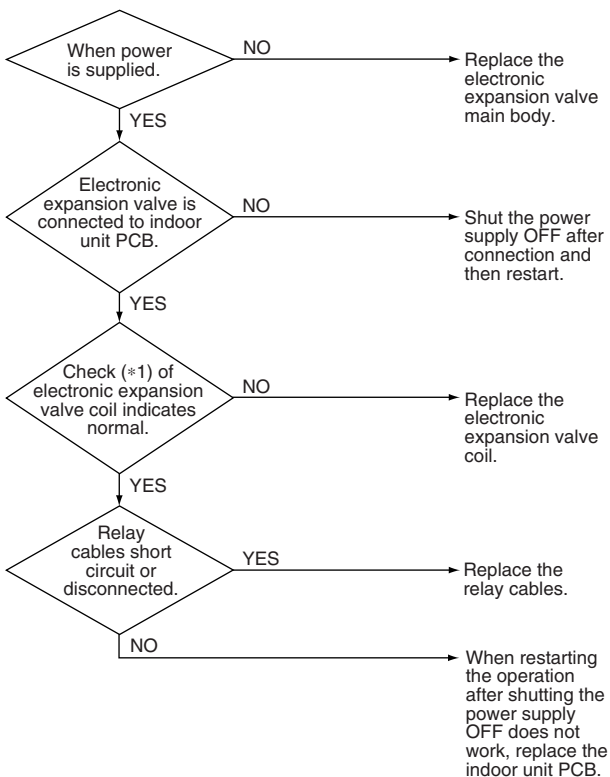 When power
is supplied.
NO
Replace the
electronic
expansion valve
main body.
YES
Electronic
expansion valve is
connected to indoor
unit PCB.
NO
Shut the power
supply OFF after
connection and
then restart.
YES
Check (*1) of
electronic expansion
valve coil indicates
normal.
NO
Replace the
electronic
expansion valve
coil.
YES
Relay
cables short
circuit or
disconnected.
YES
Replace the
relay cables.
NO
When restarting
the operation
after shutting the
power supply
OFF does not
work, replace the
indoor unit PCB.